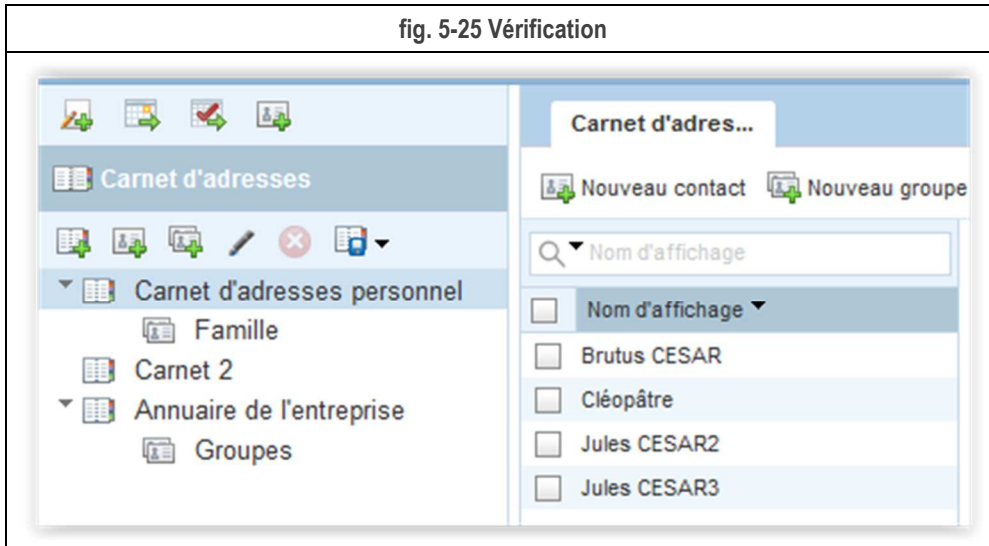 fig. 5-25 Vérification
Carnet d'adresses
Carnet d'adresses personnel
Famille
Carnet 2
Annuaire de l'entreprise
Groupes
Carnet d'adres...
Nouveau contact Nouveau groupe
Nom d'affichage
Nom d'affichage
Brutus CESAR
Cléopâtre
Jules CESAR2
Jules CESAR3